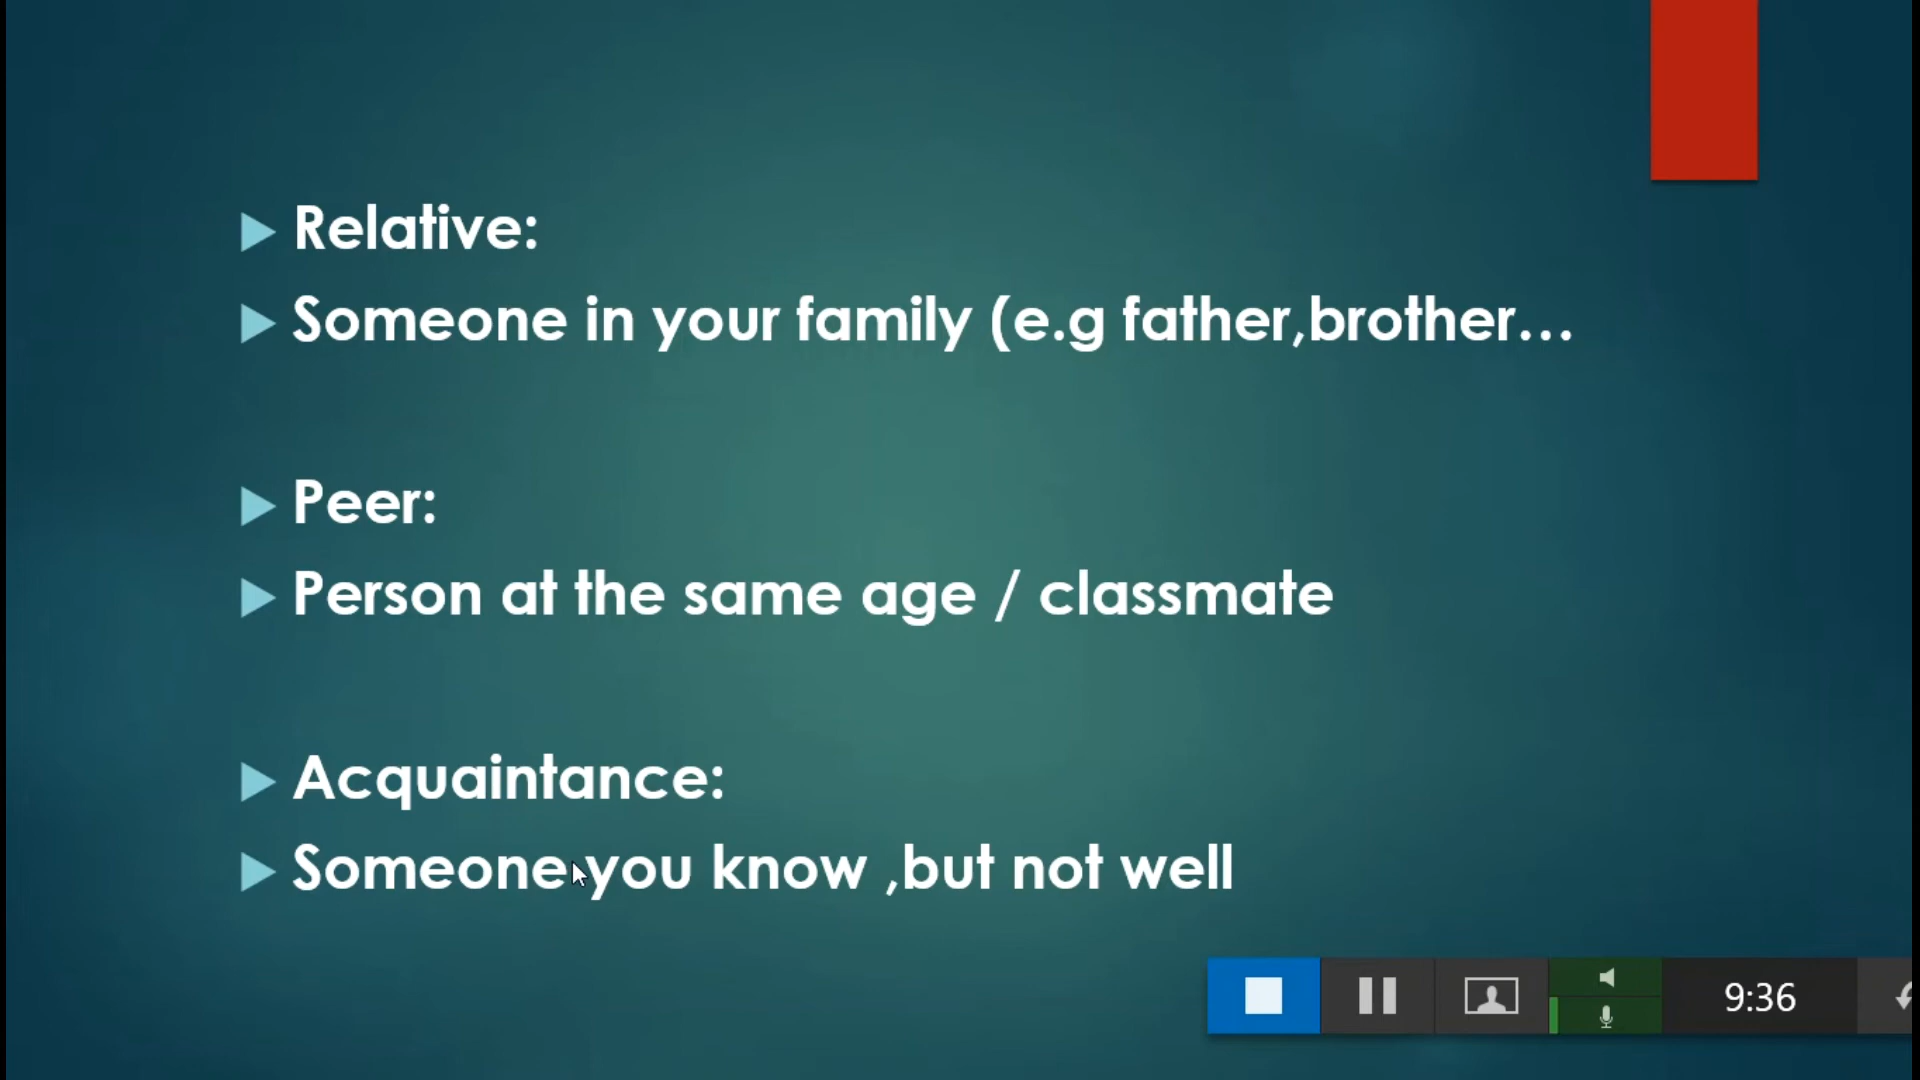 Relative:
Someone in your family (e.g father,brother...
Peer:
Person at the same age / classmate
Acquaintance:
Someone you know ,but not well
9:36